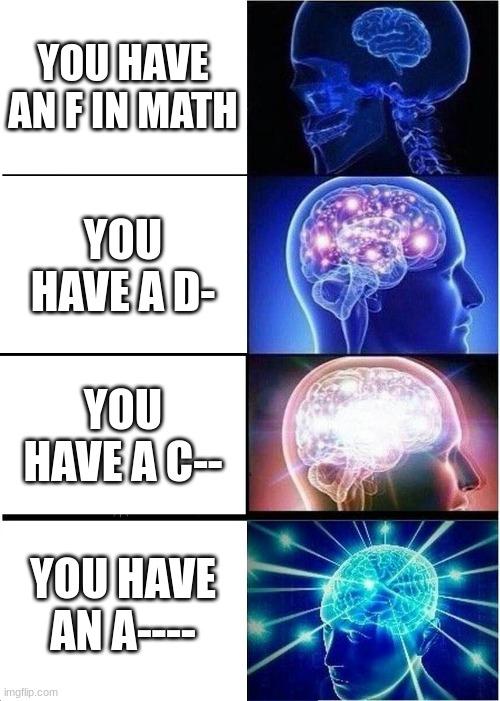 YOU HAVE
AN F IN MATH
YOU
HAVE A D-
YOU
HAVE A C--
YOU HAVE
AN A----
imgflip.com